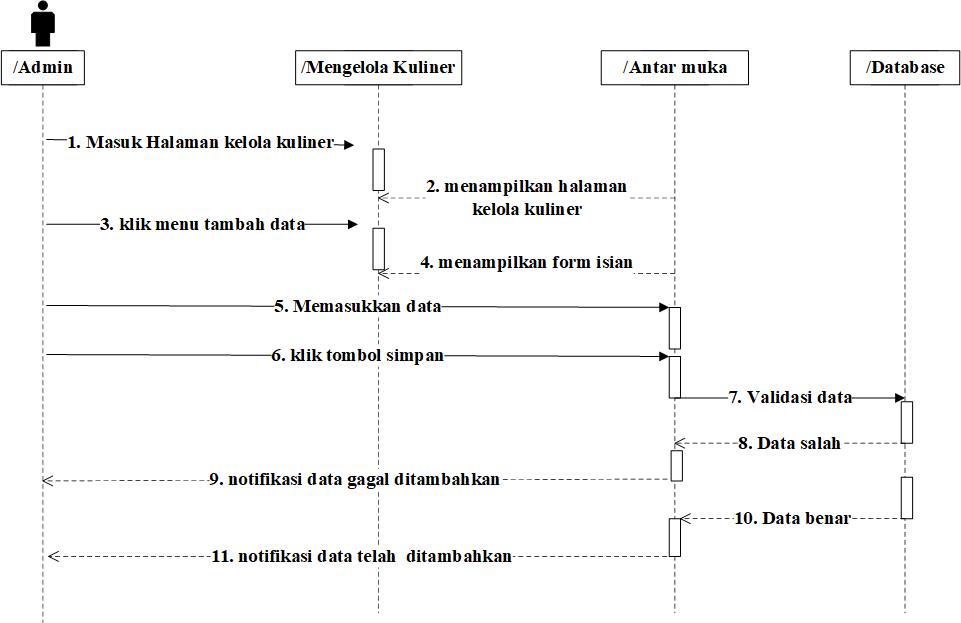 /Admin
/Mengelola Kuliner
/Antar muka
/Database
1. Masuk Halaman kelola kuliner
2. menampilkan halaman
kelola kuliner
3. klik menu tambah data
4. menampilkan form isian
5. Memasukkan data
6. klik tombol simpan
7. Validasi data
8. Data salah
9. notifikasi data gagal ditambahkan
10. Data benar
11. notifikasi data telah  ditambahkan